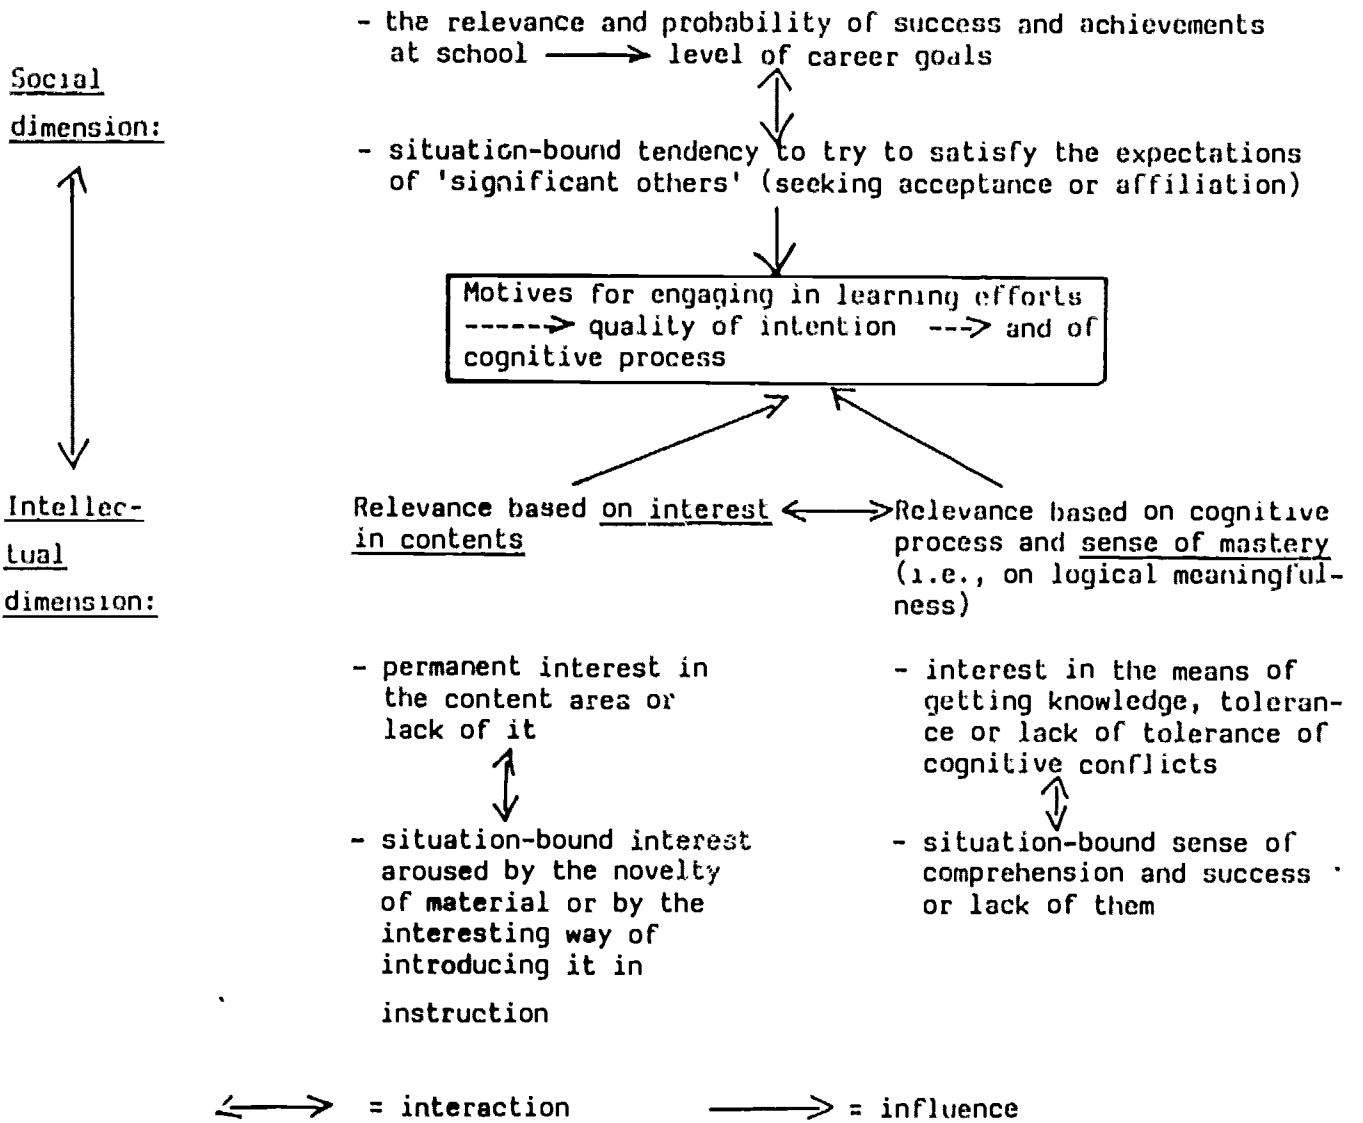 - the relevance and probability of success and achievements
at school ⟶ level of career goals
Social
dimension:
- situation-bound tendency to try to satisfy the expectations
of 'significant others' (seeking acceptance or affiliation)
Motives for engaging in learning efforts
------> quality of intention ---> and of
cognitive process
Intellec-
tual
dimension:
Relevance based on interest
in contents
Relevance based on cognitive
process and sense of mastery
(i.e., on logical meaningful-
ness)
- permanent interest in
the content area or
lack of it
- interest in the means of
getting knowledge, toleran-
ce or lack of tolerance of
cognitive conflicts
- situation-bound interest
aroused by the novelty
of material or by the
interesting way of
introducing it in
instruction
- situation-bound sense of
comprehension and success
or lack of them
⟷ = interaction ⟶ = influence